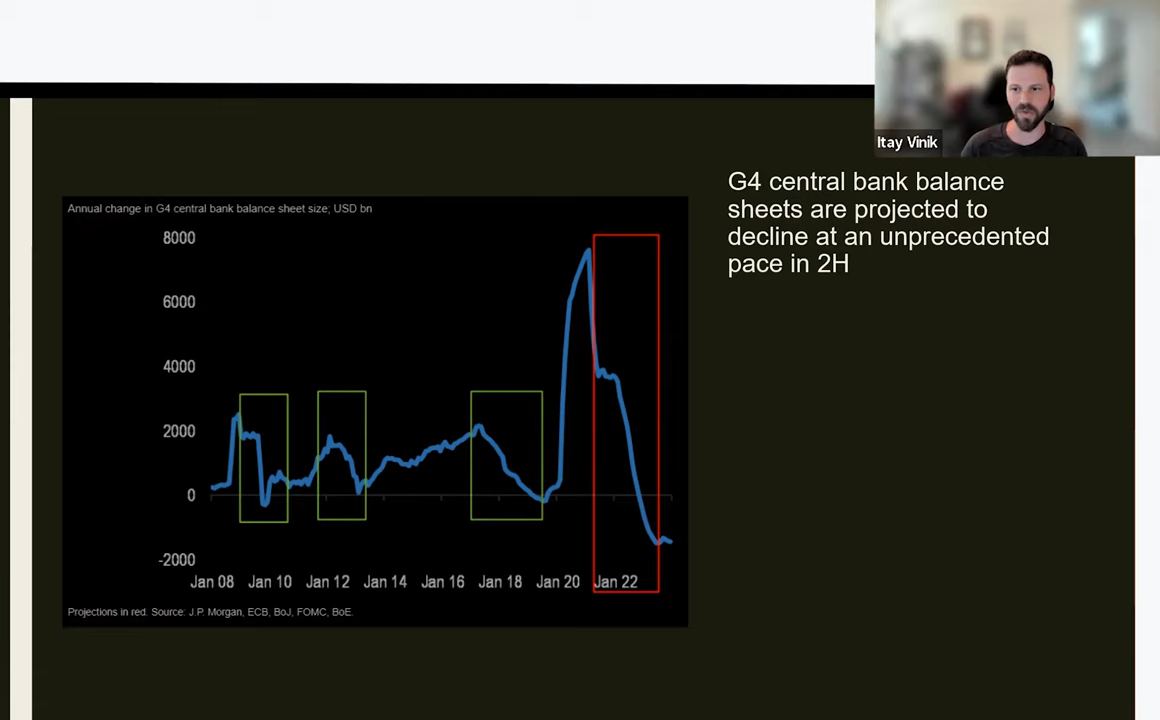 Itay Vinik
G4 central bank balance
sheets are projected to
decline at an unprecedented
pace in 2H
Annual change in G4 central bank balance sheet size; USD bn
8000
6000
4000
2000
0
-2000
Jan 08 Jan 10 Jan 12 Jan 14 Jan 16 Jan 18 Jan 20 Jan 22
Projections in red. Source: J.P. Morgan, ECB, BoJ, FOMC, BoE.